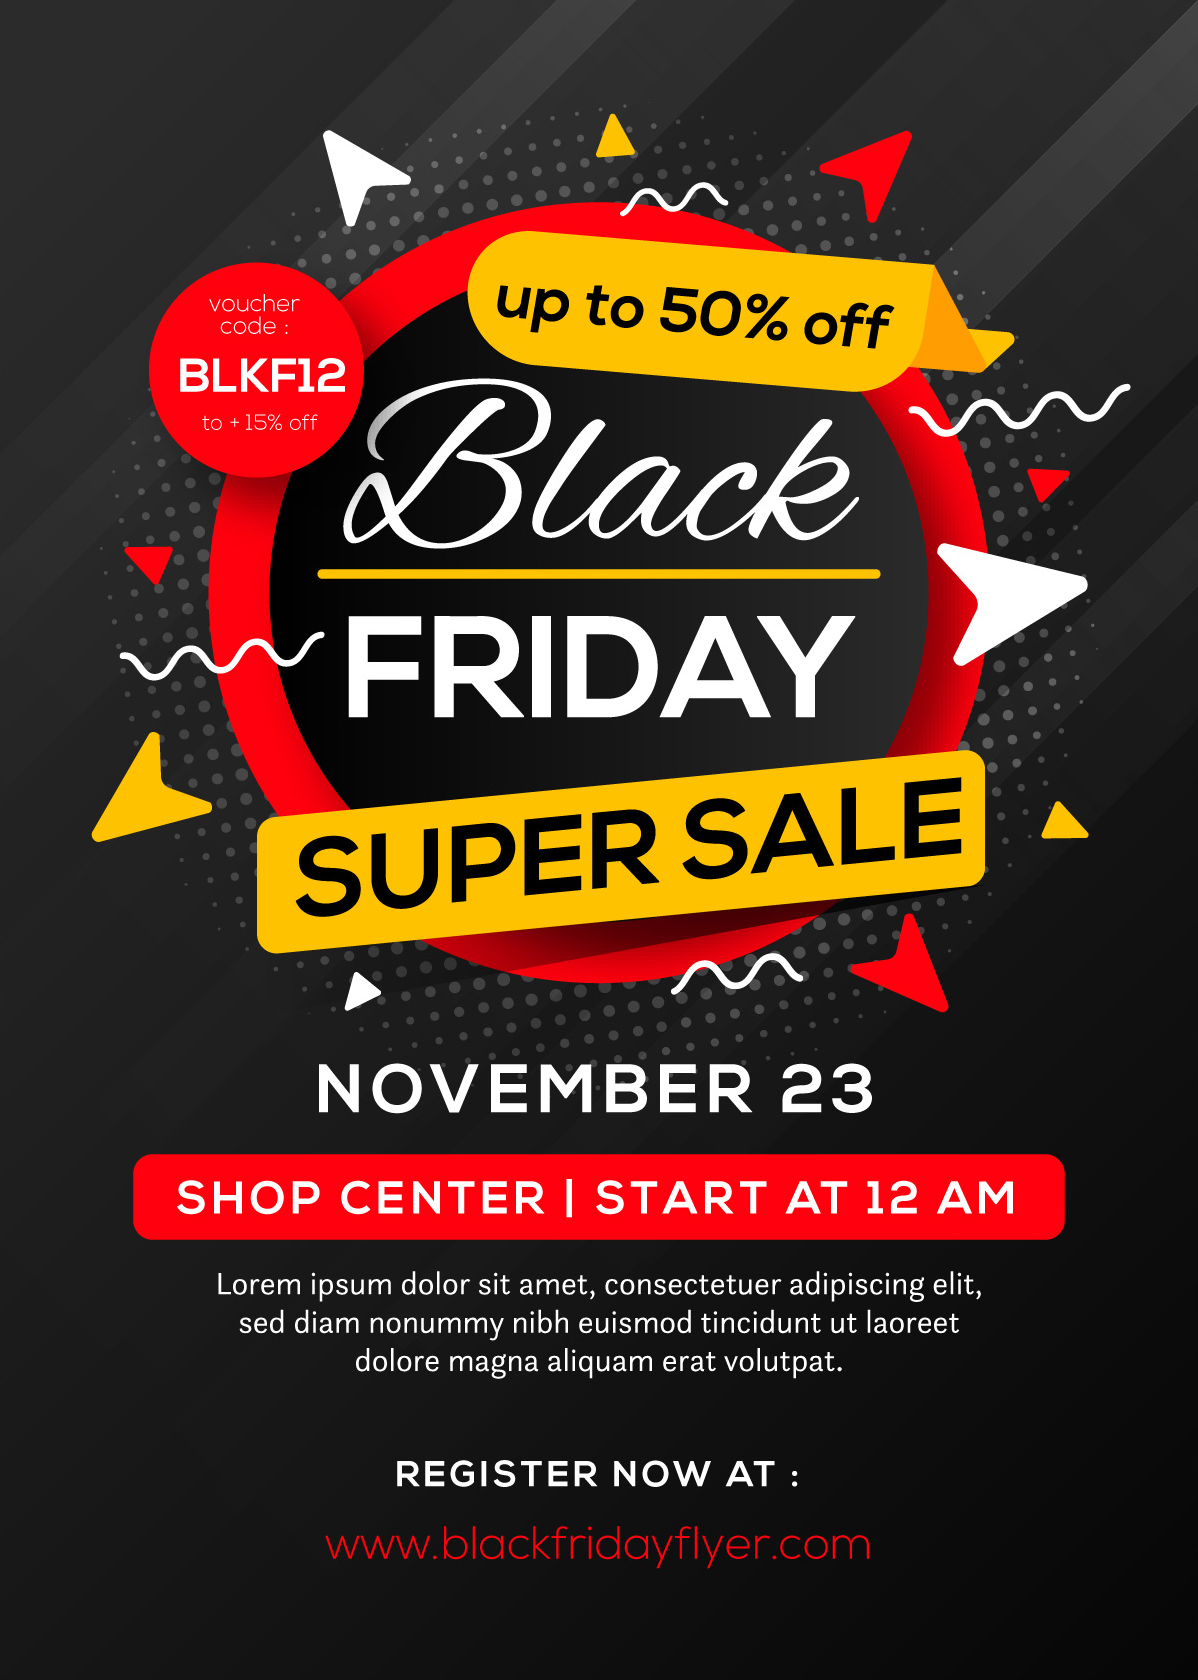 up to 50% off
voucher
code :
BLKF12
to + 15% off
Black
FRIDAY
SUPER SALE
NOVEMBER 23
SHOP CENTER | START AT 12 AM
Lorem ipsum dolor sit amet, consectetuer adipiscing elit,
sed diam nonummy nibh euismod tincidunt ut laoreet
dolore magna aliquam erat volutpat.
REGISTER NOW AT :
www.blackfridayflyer.com